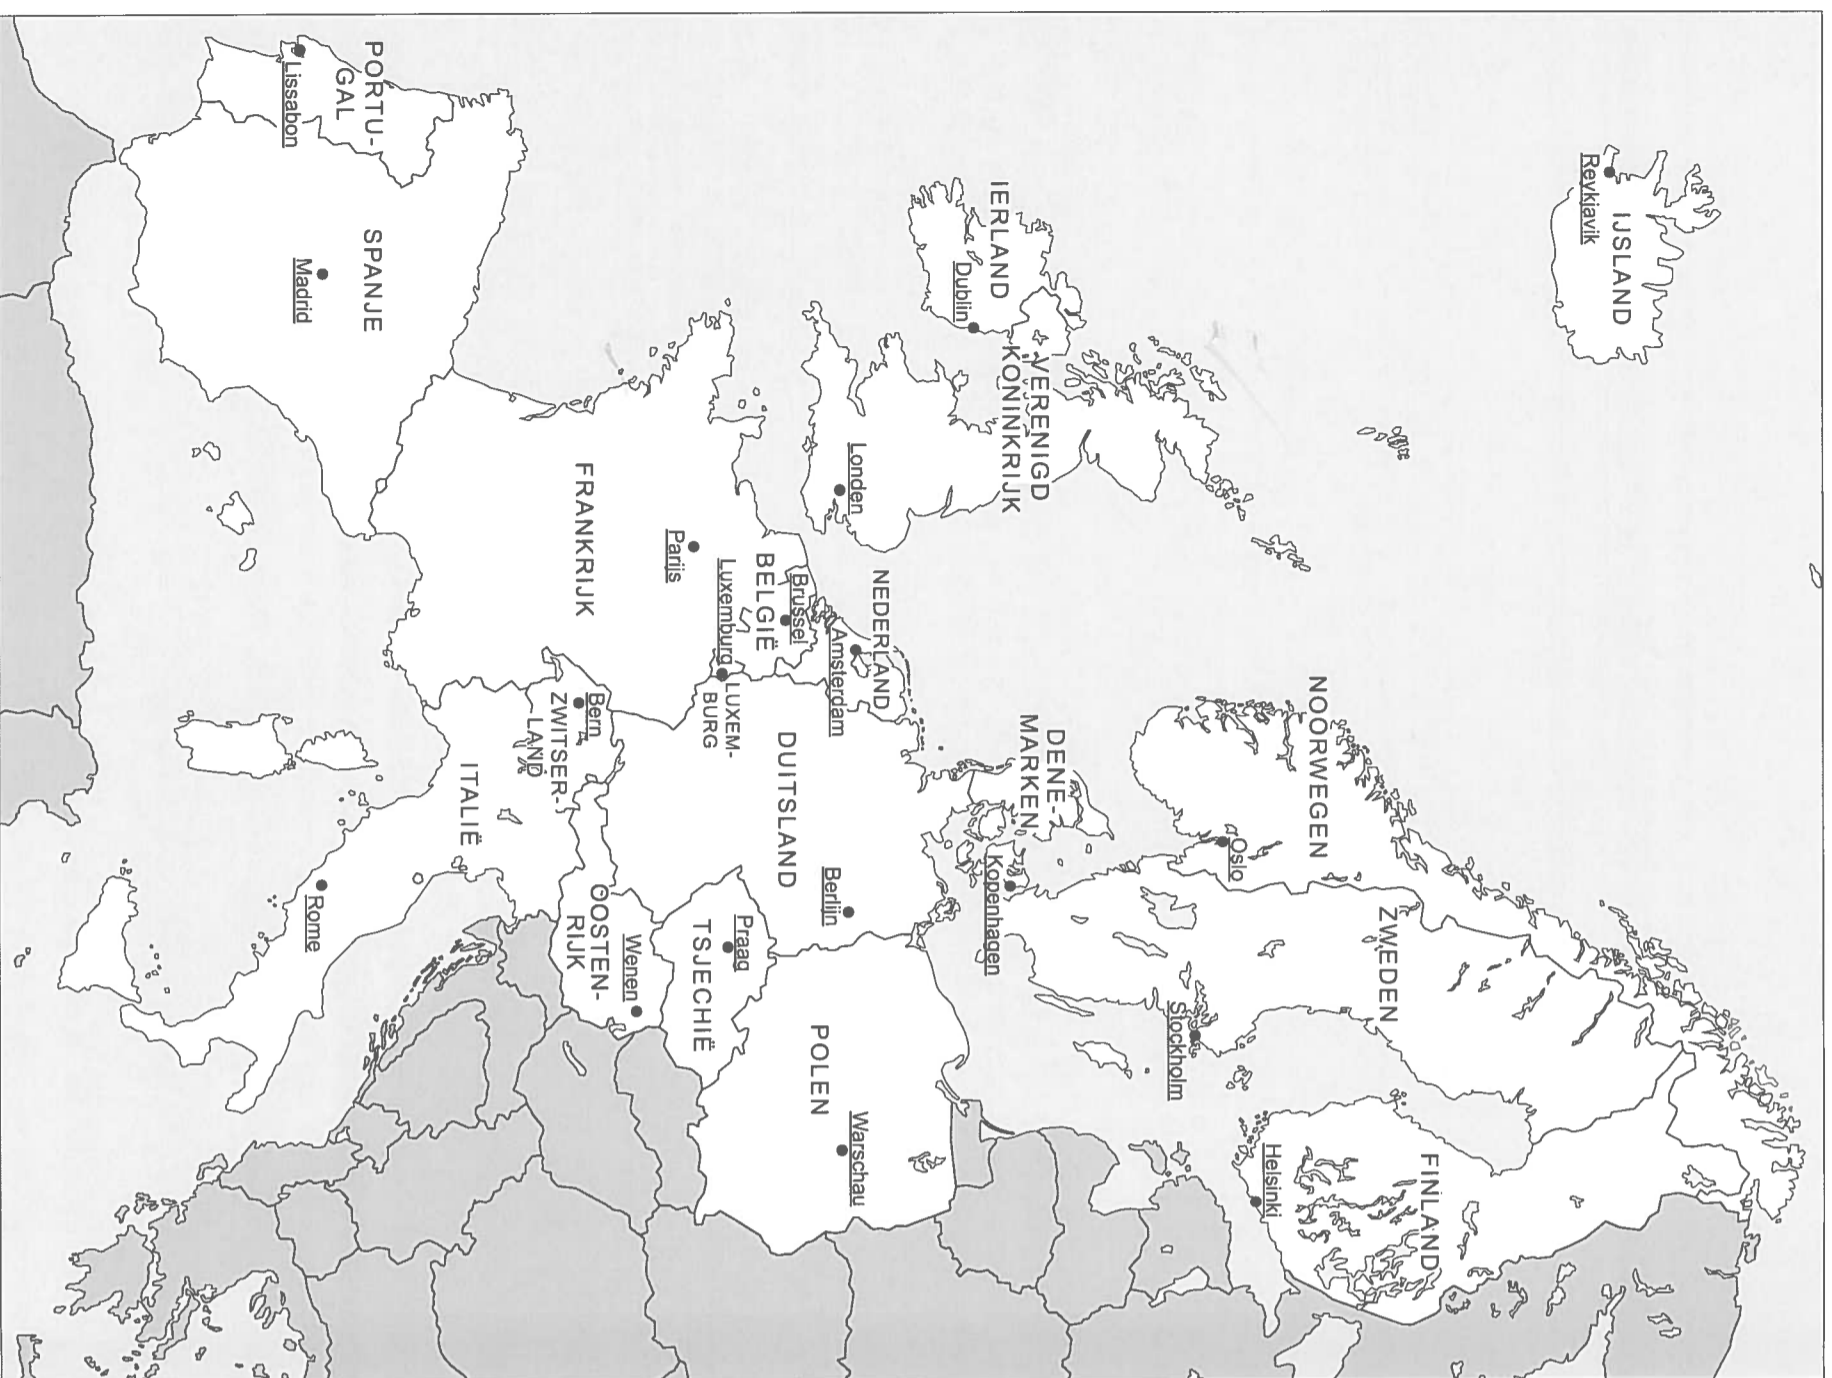 IJSLAND
Reykjavik
NOORWEGEN
Oslo
ZWEDEN
Stockholm
FINLAND
Helsinki
IERLAND
Dublin
VERENIGD
KONINKRIJK
Londen
DENE-
MARKEN
Kopenhagen
NEDERLAND
Amsterdam
BELGIË
Brussel
LUXEM-
BURG
Luxemburg
DUITSLAND
Berlijn
POLEN
Warschau
TSJECHIË
Praag
FRANKRIJK
Parijs
ZWITSER-
LAND
Bern
OOSTEN-
RIJK
Wenen
ITALIË
Rome
PORTU-
GAL
Lissabon
SPANJE
Madrid